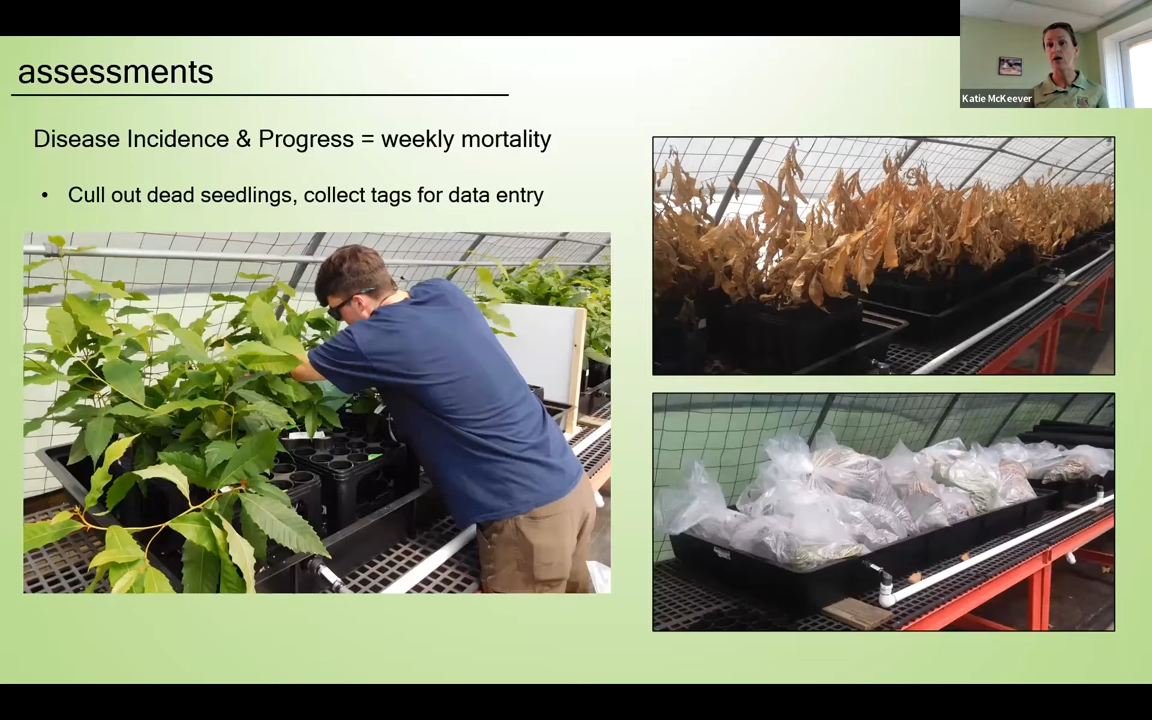 assessments
Katie McKeever
Disease Incidence & Progress = weekly mortality
• Cull out dead seedlings, collect tags for data entry